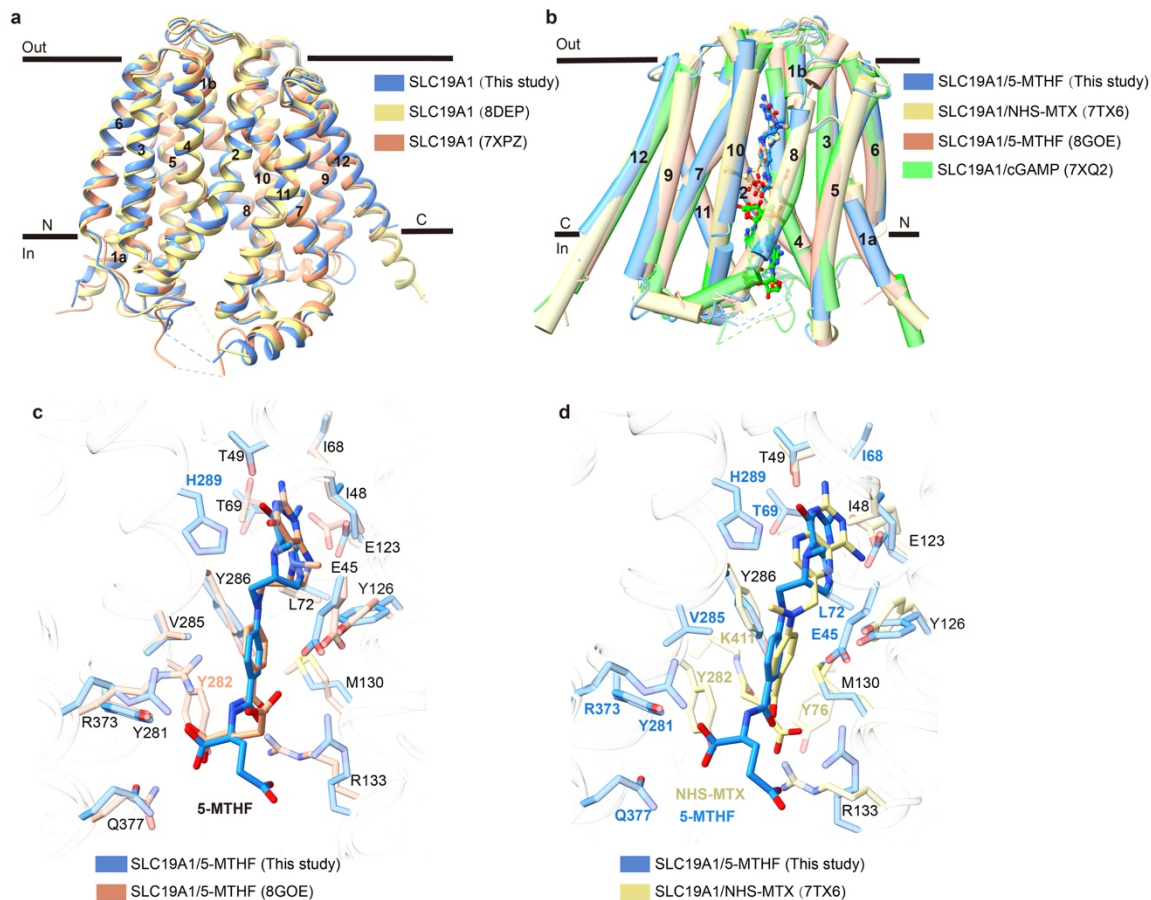 a
Out
1b
6
3
4
5
2
10
11
12
9
8
7
1a
N
In
C
SLC19A1 (This study)
SLC19A1 (8DEP)
SLC19A1 (7XPZ)
b
Out
1b
12
9
7
10
8
3
6
2
11
5
4
1a
C
In
N
SLC19A1/5-MTHF (This study)
SLC19A1/NHS-MTX (7TX6)
SLC19A1/5-MTHF (8GOE)
SLC19A1/cGAMP (7XQ2)
c
T49
I68
H289
T69
I48
E123
Y286
E45
L72
Y126
V285
Y282
M130
R373
Y281
R133
5-MTHF
Q377
SLC19A1/5-MTHF (This study)
SLC19A1/5-MTHF (8GOE)
d
T49
I68
H289
T69
I48
E123
Y286
L72
V285
E45
Y126
K411
Y282
M130
R373
Y76
Y281
NHS-MTX
5-MTHF
R133
Q377
SLC19A1/5-MTHF (This study)
SLC19A1/NHS-MTX (7TX6)